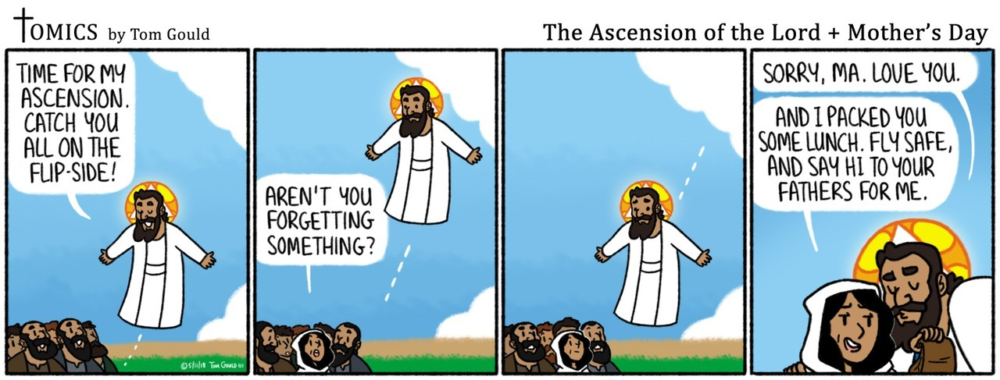 TOMICS by Tom Gould
The Ascension of the Lord + Mother's Day
TIME FOR MY
ASCENSION.
CATCH YOU
ALL ON THE
FLIP-SIDE!
©5/11/18 TOM GOULD III
AREN'T YOU
FORGETTING
SOMETHING?
SORRY, MA. LOVE YOU.
AND I PACKED YOU
SOME LUNCH. FLY SAFE,
AND SAY HI TO YOUR
FATHERS FOR ME.